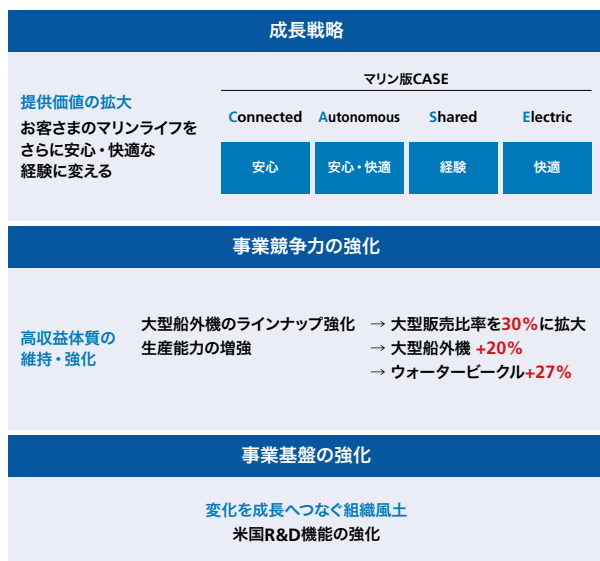 成長戦略
提供価値の拡大
お客さまのマリンライフを
さらに安心・快適な
経験に変える
マリン版CASE
Connected Autonomous Shared Electric
安心 安心・快適 経験 快適
事業競争力の強化
高収益体質の
維持・強化
大型船外機のラインナップ強化 → 大型販売比率を30%に拡大
生産能力の増強 → 大型船外機 +20%
→ ウォータービークル+27%
事業基盤の強化
変化を成長へつなぐ組織風土
米国R&D機能の強化